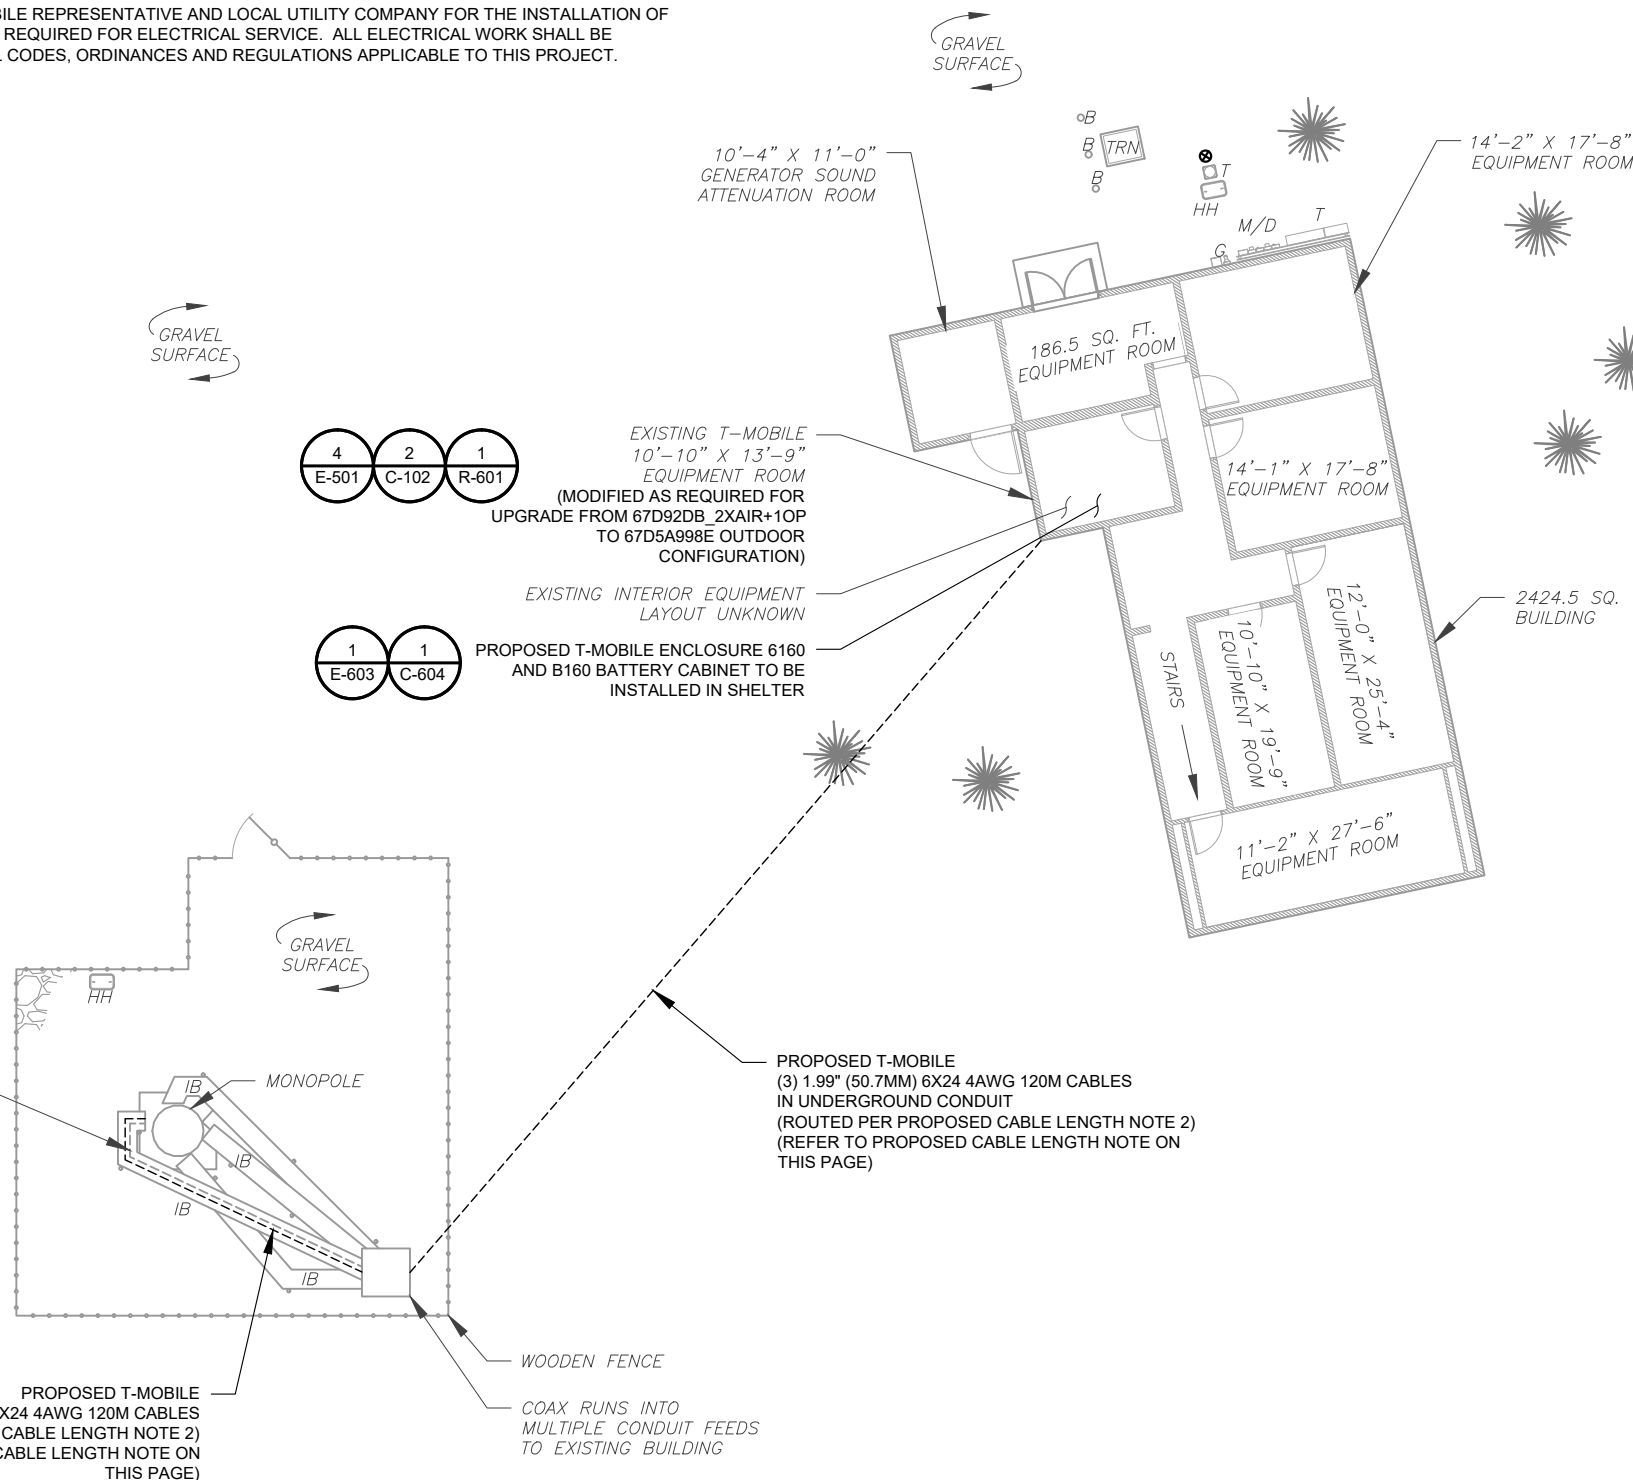 BILE REPRESENTATIVE AND LOCAL UTILITY COMPANY FOR THE INSTALLATION OF
REQUIRED FOR ELECTRICAL SERVICE. ALL ELECTRICAL WORK SHALL BE
CODES, ORDINANCES AND REGULATIONS APPLICABLE TO THIS PROJECT.
GRAVEL
SURFACE
B
B
B
TRN
T
HH
M/D
T
G
10'-4" X 11'-0"
GENERATOR SOUND
ATTENUATION ROOM
14'-2" X 17'-8"
EQUIPMENT ROOM
GRAVEL
SURFACE
186.5 SQ. FT.
EQUIPMENT ROOM
4
E-501
2
C-102
1
R-601
EXISTING T-MOBILE
10'-10" X 13'-9"
EQUIPMENT ROOM
(MODIFIED AS REQUIRED FOR
UPGRADE FROM 67D92DB_2XAIR+1OP
TO 67D5A998E OUTDOOR
CONFIGURATION)
14'-1" X 17'-8"
EQUIPMENT ROOM
EXISTING INTERIOR EQUIPMENT
LAYOUT UNKNOWN
1
E-603
1
C-604
PROPOSED T-MOBILE ENCLOSURE 6160
AND B160 BATTERY CABINET TO BE
INSTALLED IN SHELTER
2424.5 SQ.
BUILDING
12'-0" X 25'-4"
EQUIPMENT ROOM
10'-10" X 19'-9"
EQUIPMENT ROOM
STAIRS
11'-2" X 27'-6"
EQUIPMENT ROOM
GRAVEL
SURFACE
HH
MONOPOLE
IB
IB
IB
IB
PROPOSED T-MOBILE
(3) 1.99" (50.7MM) 6X24 4AWG 120M CABLES
IN UNDERGROUND CONDUIT
(ROUTED PER PROPOSED CABLE LENGTH NOTE 2)
(REFER TO PROPOSED CABLE LENGTH NOTE ON
THIS PAGE)
WOODEN FENCE
COAX RUNS INTO
MULTIPLE CONDUIT FEEDS
TO EXISTING BUILDING
PROPOSED T-MOBILE
X24 4AWG 120M CABLES
CABLE LENGTH NOTE 2)
CABLE LENGTH NOTE ON
THIS PAGE)